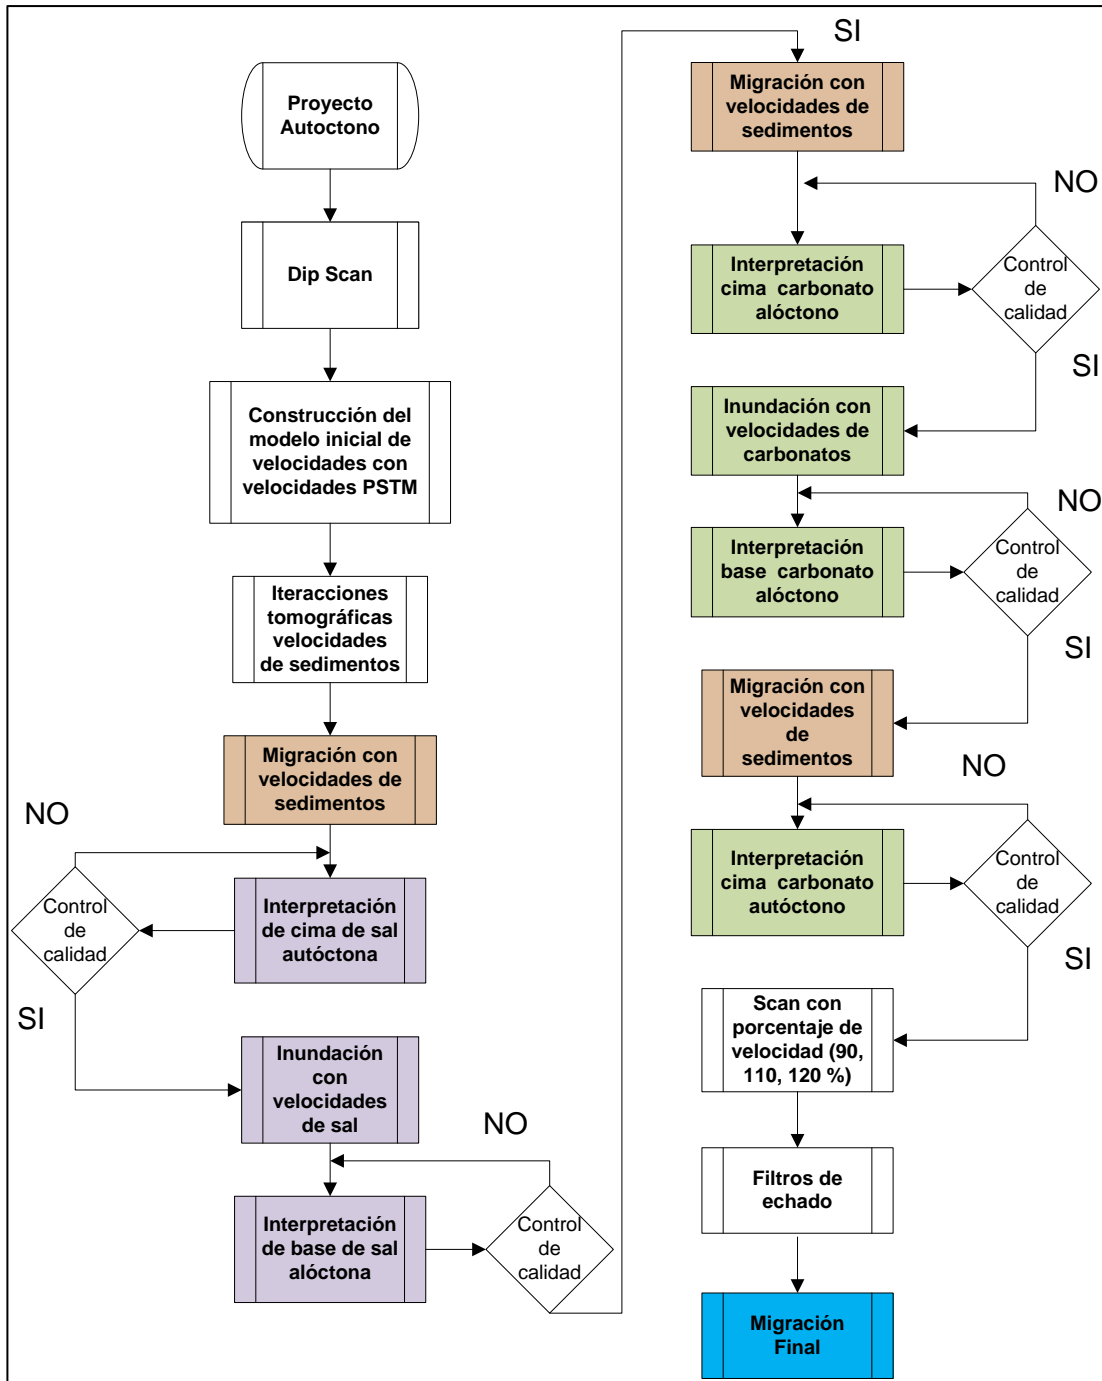 Proyecto
Autoctono
Dip Scan
Construcción del
modelo inicial de
velocidades con
velocidades PSTM
Iteracciones
tomográficas
velocidades
de sedimentos
Migración con
velocidades de
sedimentos
NO
Interpretación
de cima de sal
autóctona
Control
de
calidad
SI
Inundación
con
velocidades
de sal
NO
Interpretación
de base de sal
alóctona
Control
de
calidad
SI
Migración con
velocidades de
sedimentos
NO
Interpretación
cima carbonato
alóctono
Control
de
calidad
SI
Inundación con
velocidades de
carbonatos
NO
Interpretación
base carbonato
alóctono
Control
de
calidad
SI
Migración con
velocidades
de
sedimentos
NO
Interpretación
cima carbonato
autóctono
Control
de
calidad
SI
Scan con
porcentaje de
velocidad (90,
110, 120 %)
Filtros de
echado
Migración
Final